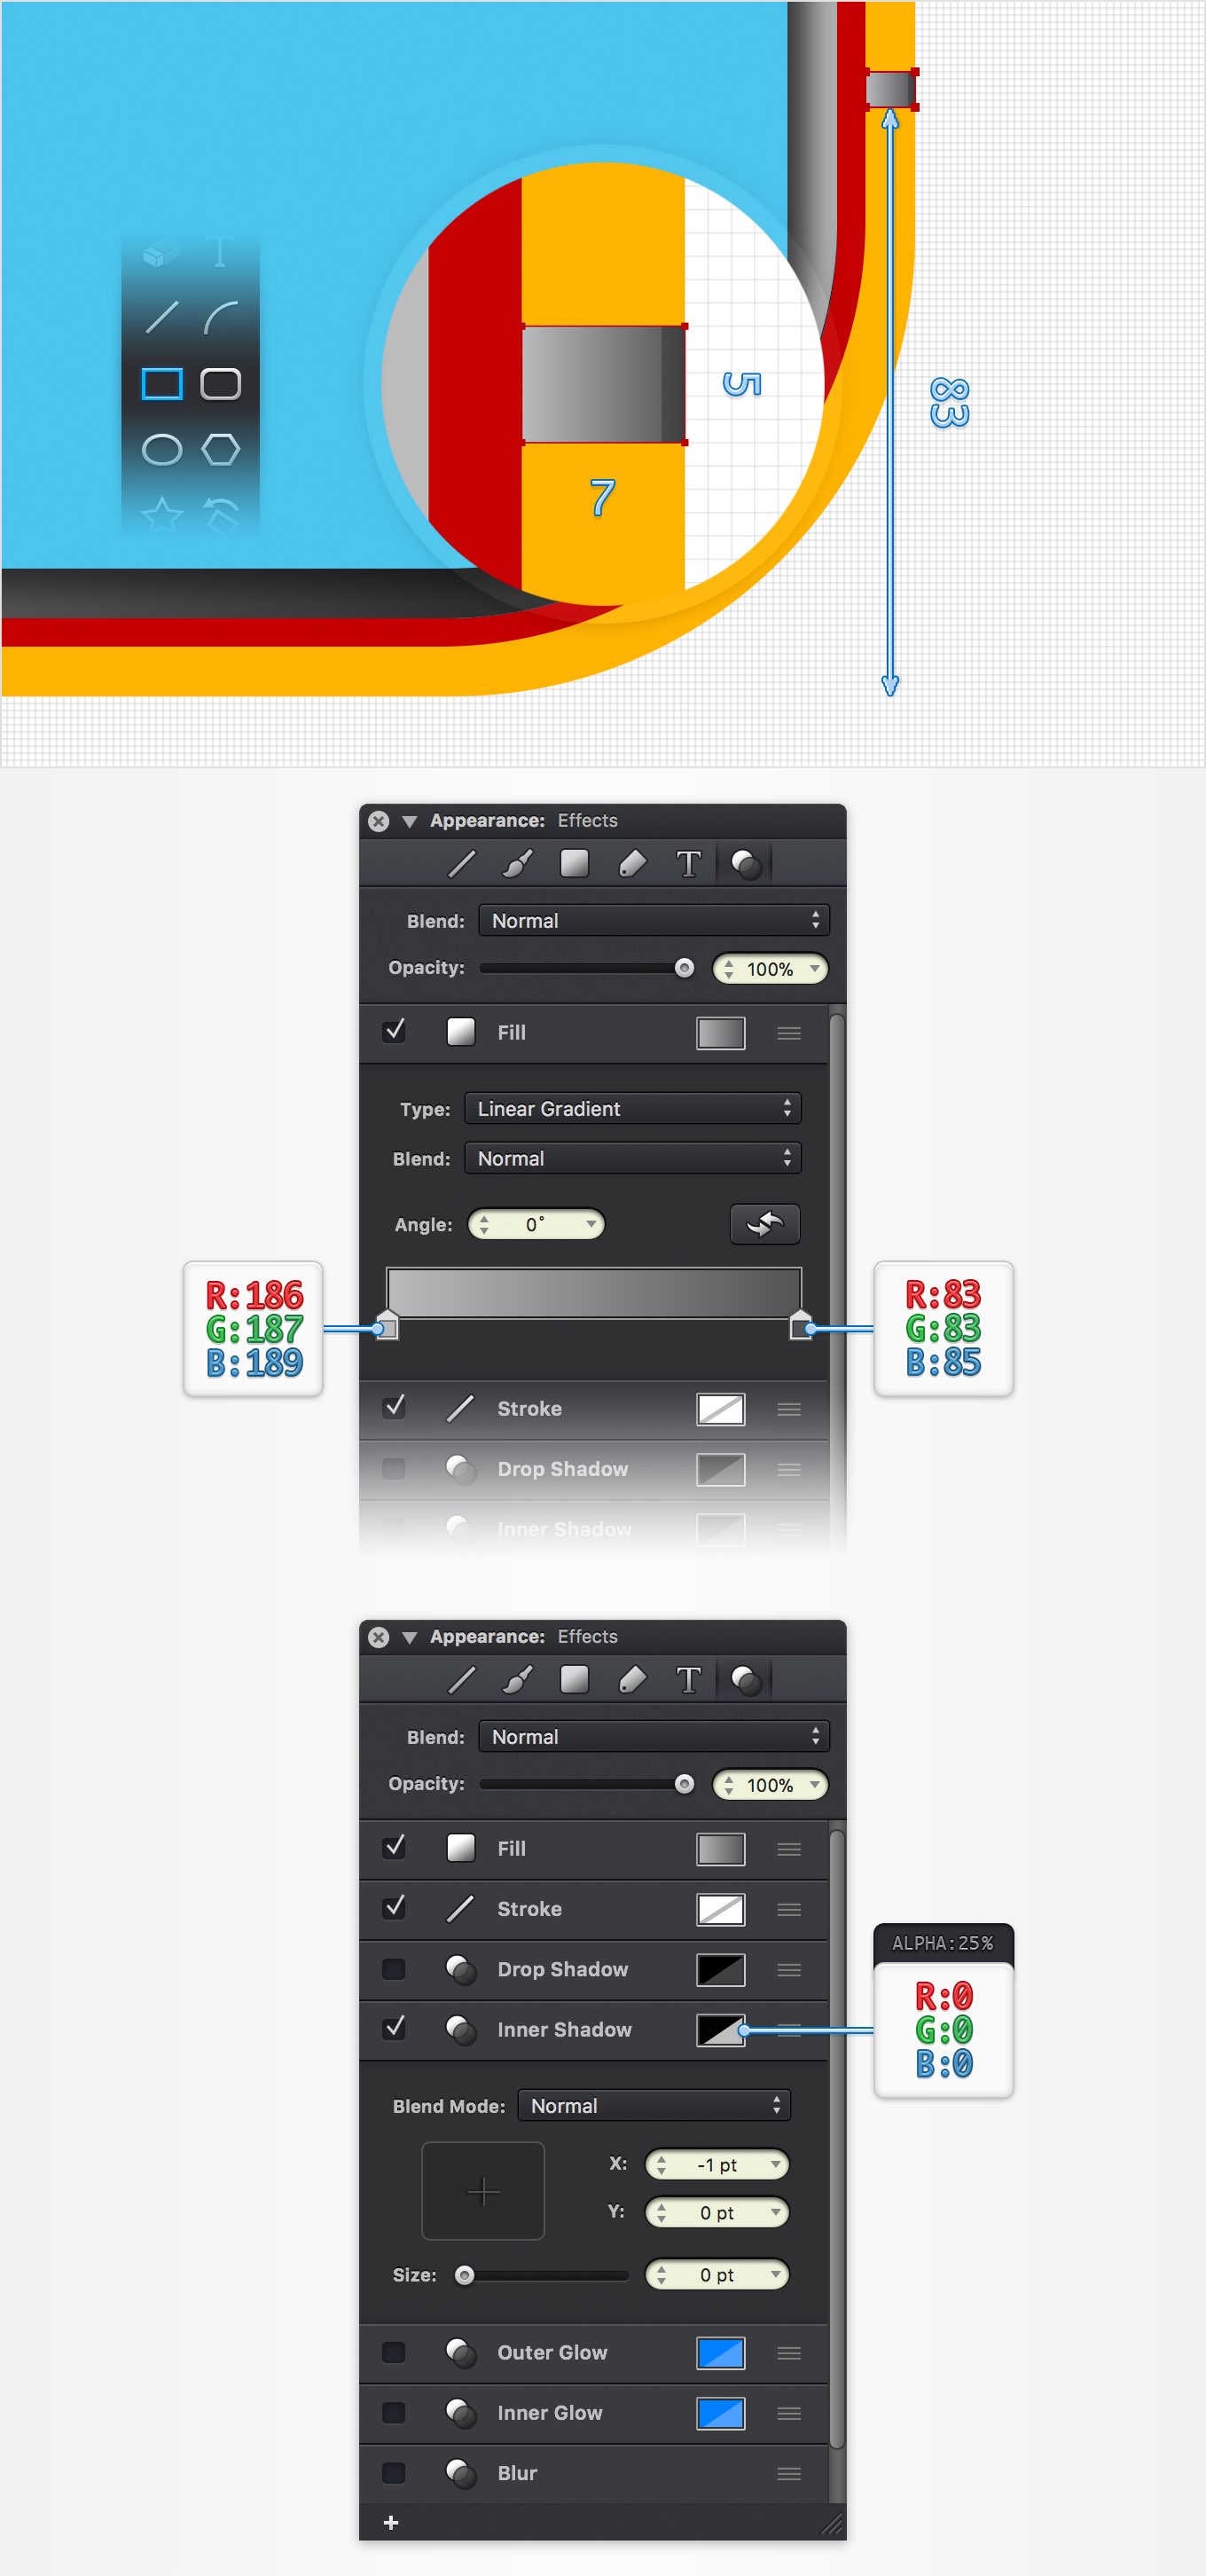 T
5
83
7
Appearance: Effects
T
Blend: Normal
Opacity: 100%
Fill
Type: Linear Gradient
Blend: Normal
Angle: 0°
R:186
G:187
B:189
R:83
G:83
B:85
Stroke
Drop Shadow
Inner Shadow
Appearance: Effects
T
Blend: Normal
Opacity: 100%
Fill
Stroke
Drop Shadow
Inner Shadow
ALPHA:25%
R:0
G:0
B:0
Blend Mode: Normal
X: -1 pt
Y: 0 pt
Size: 0 pt
Outer Glow
Inner Glow
Blur
+